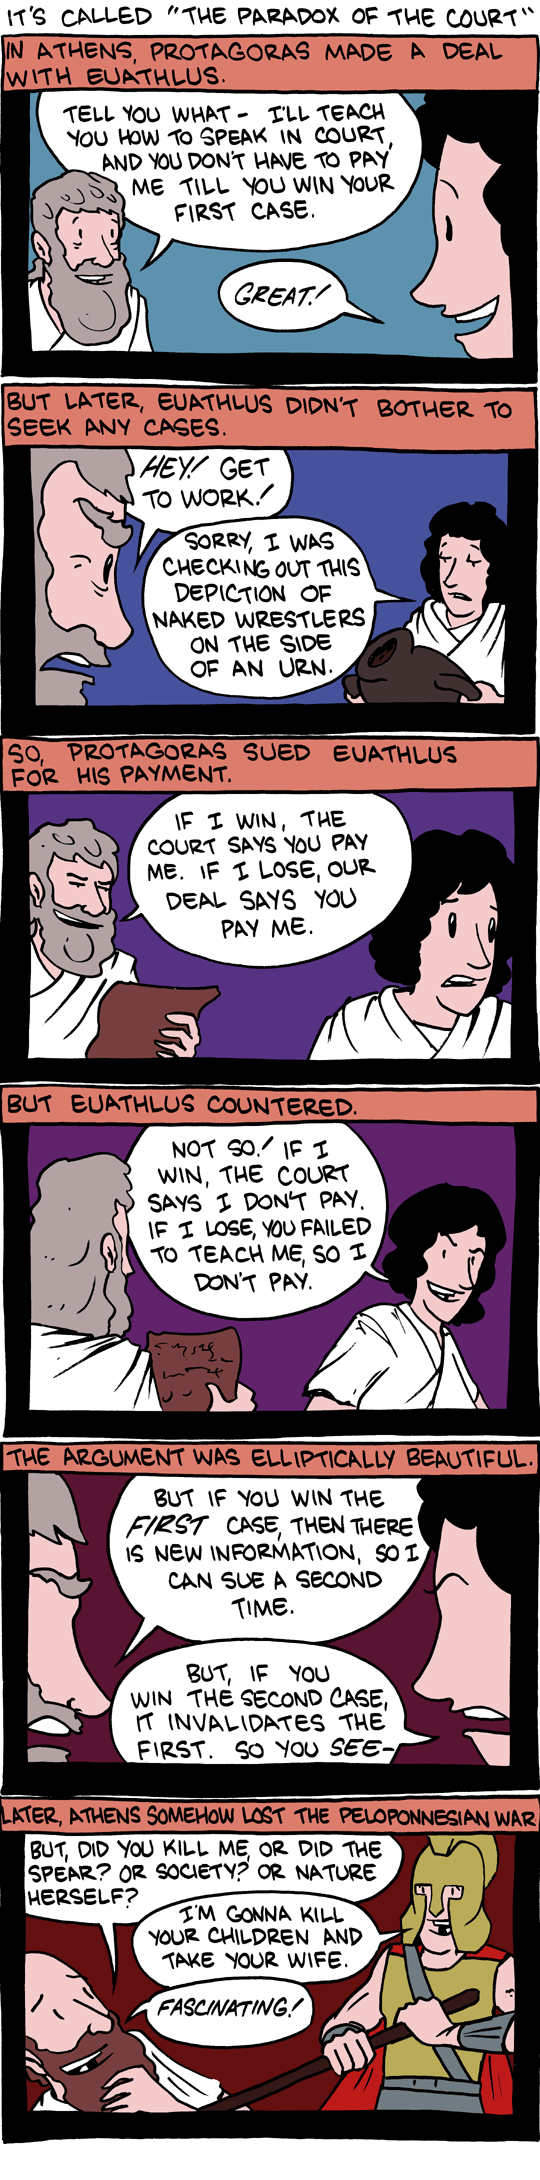 IT'S CALLED "THE PARADOX OF THE COURT"
IN ATHENS, PROTAGORAS MADE A DEAL
WITH EUATHLUS.
TELL YOU WHAT - I'LL TEACH
YOU HOW TO SPEAK IN COURT,
AND YOU DON'T HAVE TO PAY
ME TILL YOU WIN YOUR
FIRST CASE.
GREAT!
BUT LATER, EUATHLUS DIDN'T BOTHER TO
SEEK ANY CASES.
HEY! GET
TO WORK!
SORRY, I WAS
CHECKING OUT THIS
DEPICTION OF
NAKED WRESTLERS
ON THE SIDE
OF AN URN.
SO, PROTAGORAS SUED EUATHLUS
FOR HIS PAYMENT.
IF I WIN, THE
COURT SAYS YOU PAY
ME. IF I LOSE, OUR
DEAL SAYS YOU
PAY ME.
BUT EUATHLUS COUNTERED.
NOT SO! IF I
WIN, THE COURT
SAYS I DON'T PAY.
IF I LOSE, YOU FAILED
TO TEACH ME, SO I
DON'T PAY.
THE ARGUMENT WAS ELLIPTICALLY BEAUTIFUL.
BUT IF YOU WIN THE
FIRST CASE, THEN THERE
IS NEW INFORMATION, SO I
CAN SUE A SECOND
TIME.
BUT, IF YOU
WIN THE SECOND CASE,
IT INVALIDATES THE
FIRST. SO YOU SEE-
LATER, ATHENS SOMEHOW LOST THE PELOPONNESIAN WAR
BUT, DID YOU KILL ME, OR DID THE
SPEAR? OR SOCIETY? OR NATURE
HERSELF?
I'M GONNA KILL
YOUR CHILDREN AND
TAKE YOUR WIFE.
FASCINATING!